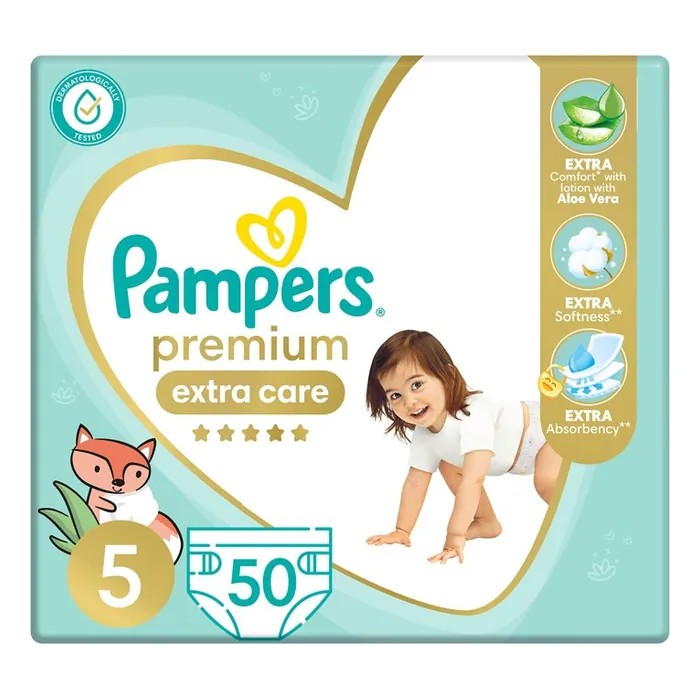 DERMATOLOGICALLY
TESTED
EXTRA
Comfort* with
lotion with
Aloe Vera
Pampers®
premium
extra care
EXTRA
Softness**
EXTRA
Absorbency**
5
50